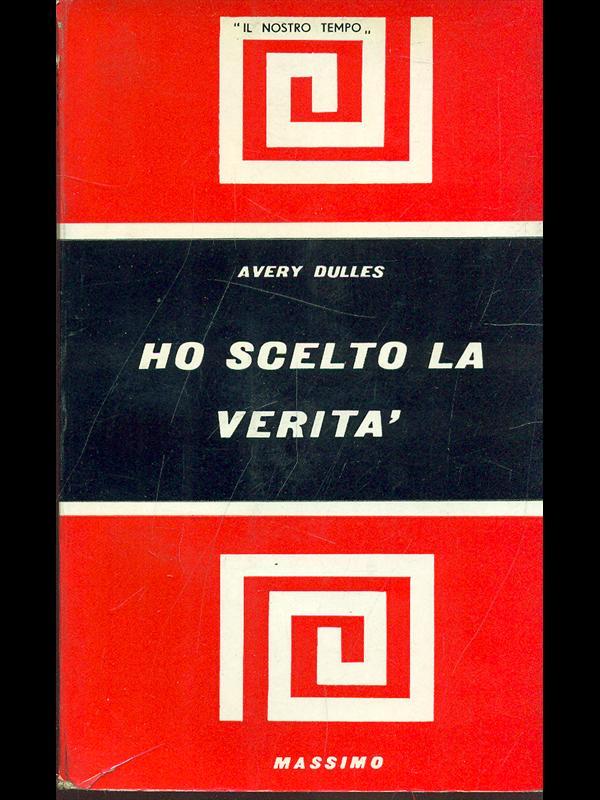 "IL NOSTRO TEMPO„
AVERY DULLES
HO SCELTO LA
VERITA'
MASSIMO